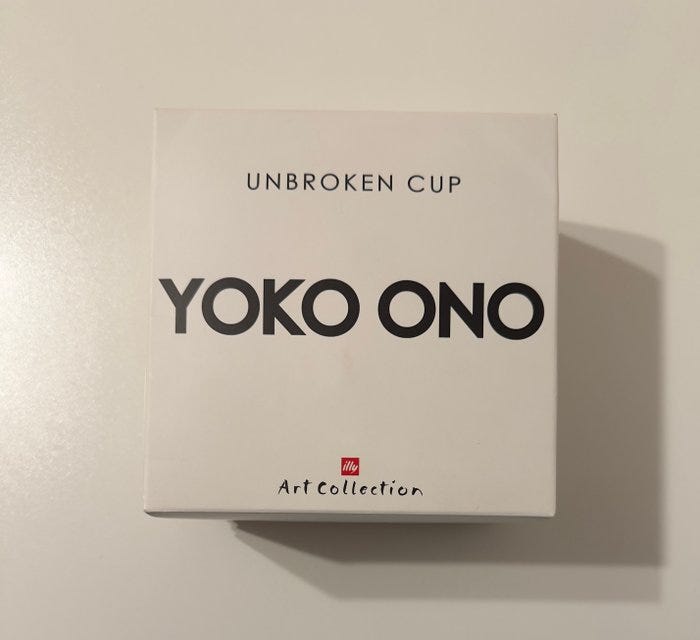 UNBROKEN CUP
YOKO ONO
illy
Art Collection